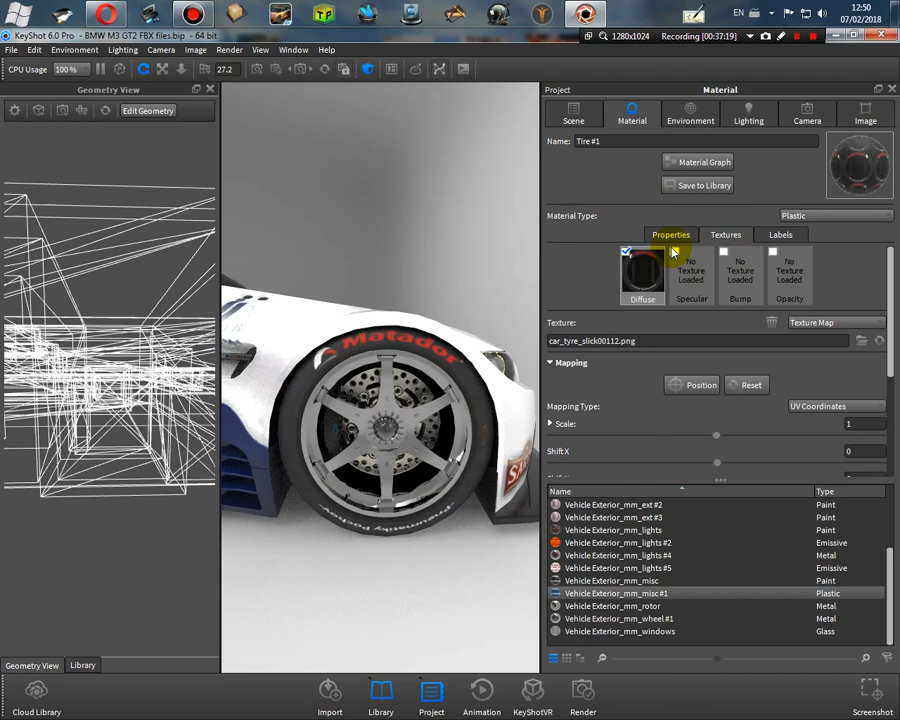 TP
EN
12:50
07/02/2018
KeyShot 6.0 Pro - BMW M3 GT2 FBX files.bip - 64 bit
1280x1024
Recording [00:37:19]
File
Edit
Environment
Lighting
Camera
Image
Render
View
Window
Help
CPU Usage
100 %
27.2
Geometry View
Project
Material
Edit Geometry
Scene
Material
Environment
Lighting
Camera
Image
Name:
Tire #1
Material Graph
Save to Library
Material Type:
Plastic
Properties
Textures
Labels
No Texture Loaded
No Texture Loaded
No Texture Loaded
Diffuse
Specular
Bump
Opacity
Texture:
Texture Map
car_tyre_slick00112.png
Mapping
Position
Reset
Mapping Type:
UV Coordinates
Scale:
1
Shift X
0
Matador
Pneumatiky Puchov
Name
Type
Vehicle Exterior_mm_ext #2
Paint
Vehicle Exterior_mm_ext #3
Paint
Vehicle Exterior_mm_lights
Paint
Vehicle Exterior_mm_lights #2
Emissive
Vehicle Exterior_mm_lights #4
Metal
Vehicle Exterior_mm_lights #5
Emissive
Vehicle Exterior_mm_misc
Paint
Vehicle Exterior_mm_misc #1
Plastic
Vehicle Exterior_mm_rotor
Metal
Vehicle Exterior_mm_wheel #1
Metal
Vehicle Exterior_mm_windows
Glass
Geometry View
Library
Cloud Library
Import
Library
Project
Animation
KeyShotVR
Render
Screenshot